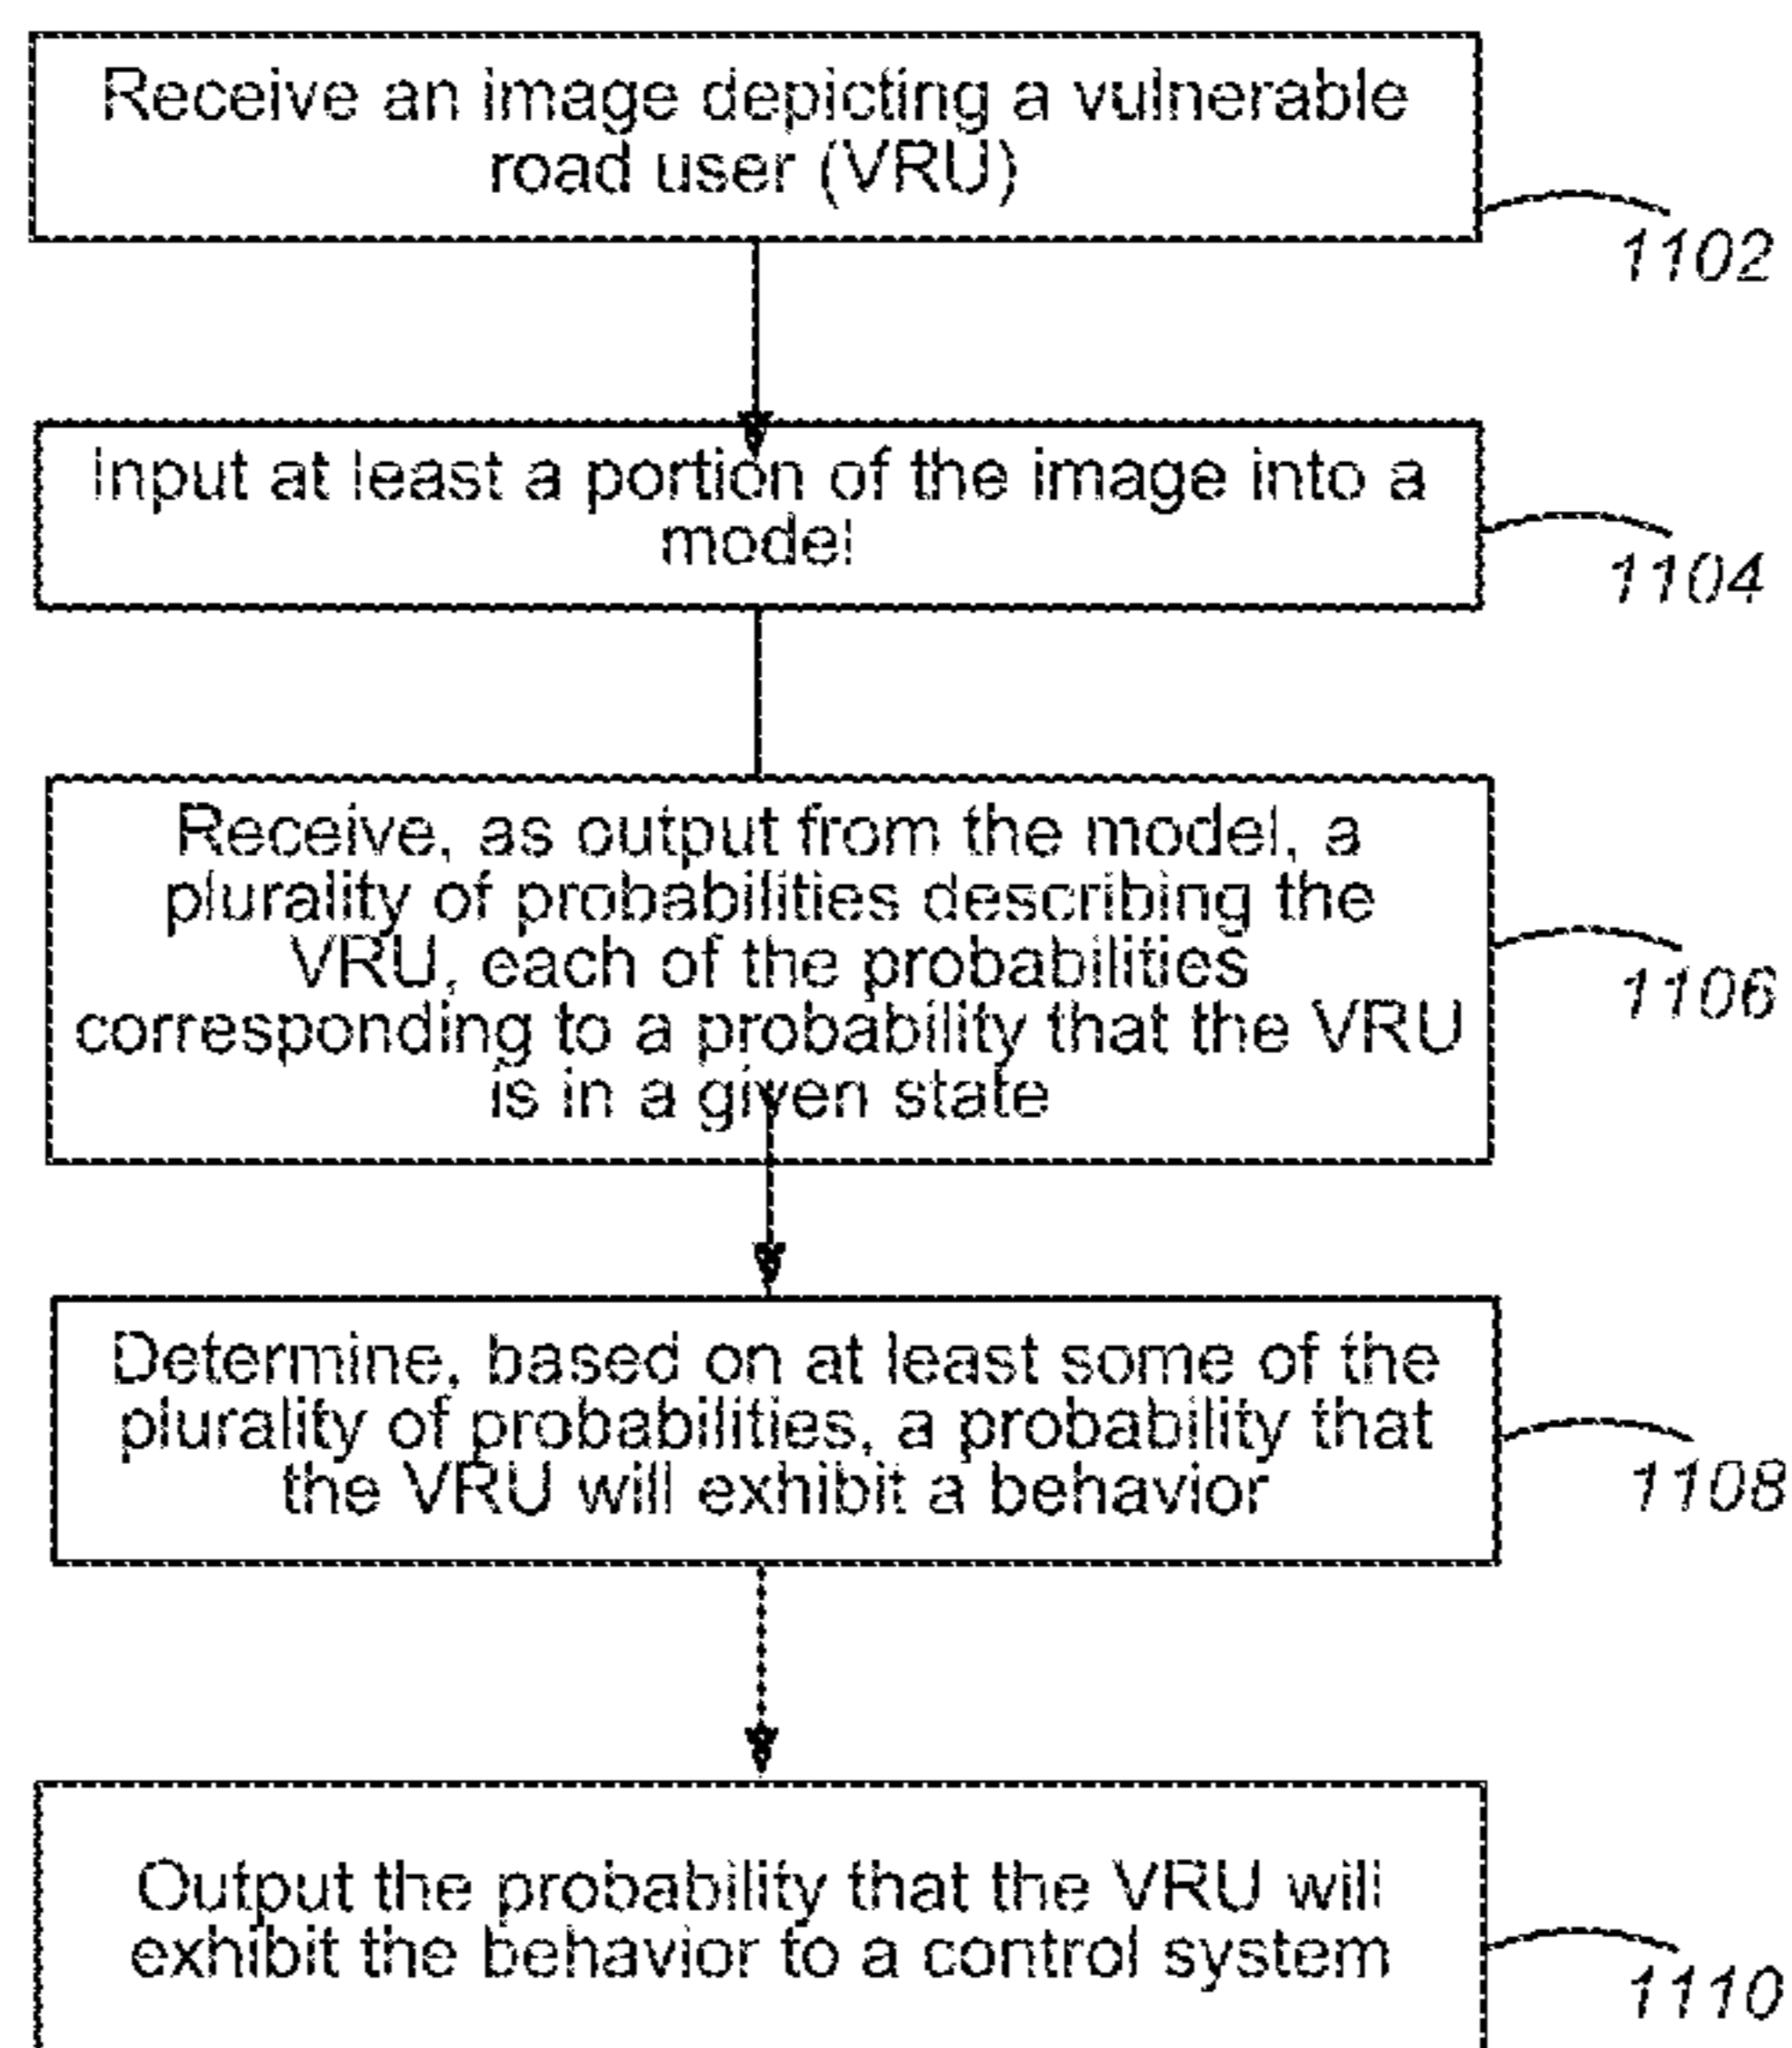 Receive an image depicting a vulnerable
road user (VRU)
1102
Input at least a portion of the image into a
model
1104
Receive, as output from the model, a
plurality of probabilities describing the
VRU, each of the probabilities
corresponding to a probability that the VRU
is in a given state
1106
Determine, based on at least some of the
plurality of probabilities, a probability that
the VRU will exhibit a behavior
1108
Output the probability that the VRU will
exhibit the behavior to a control system
1110